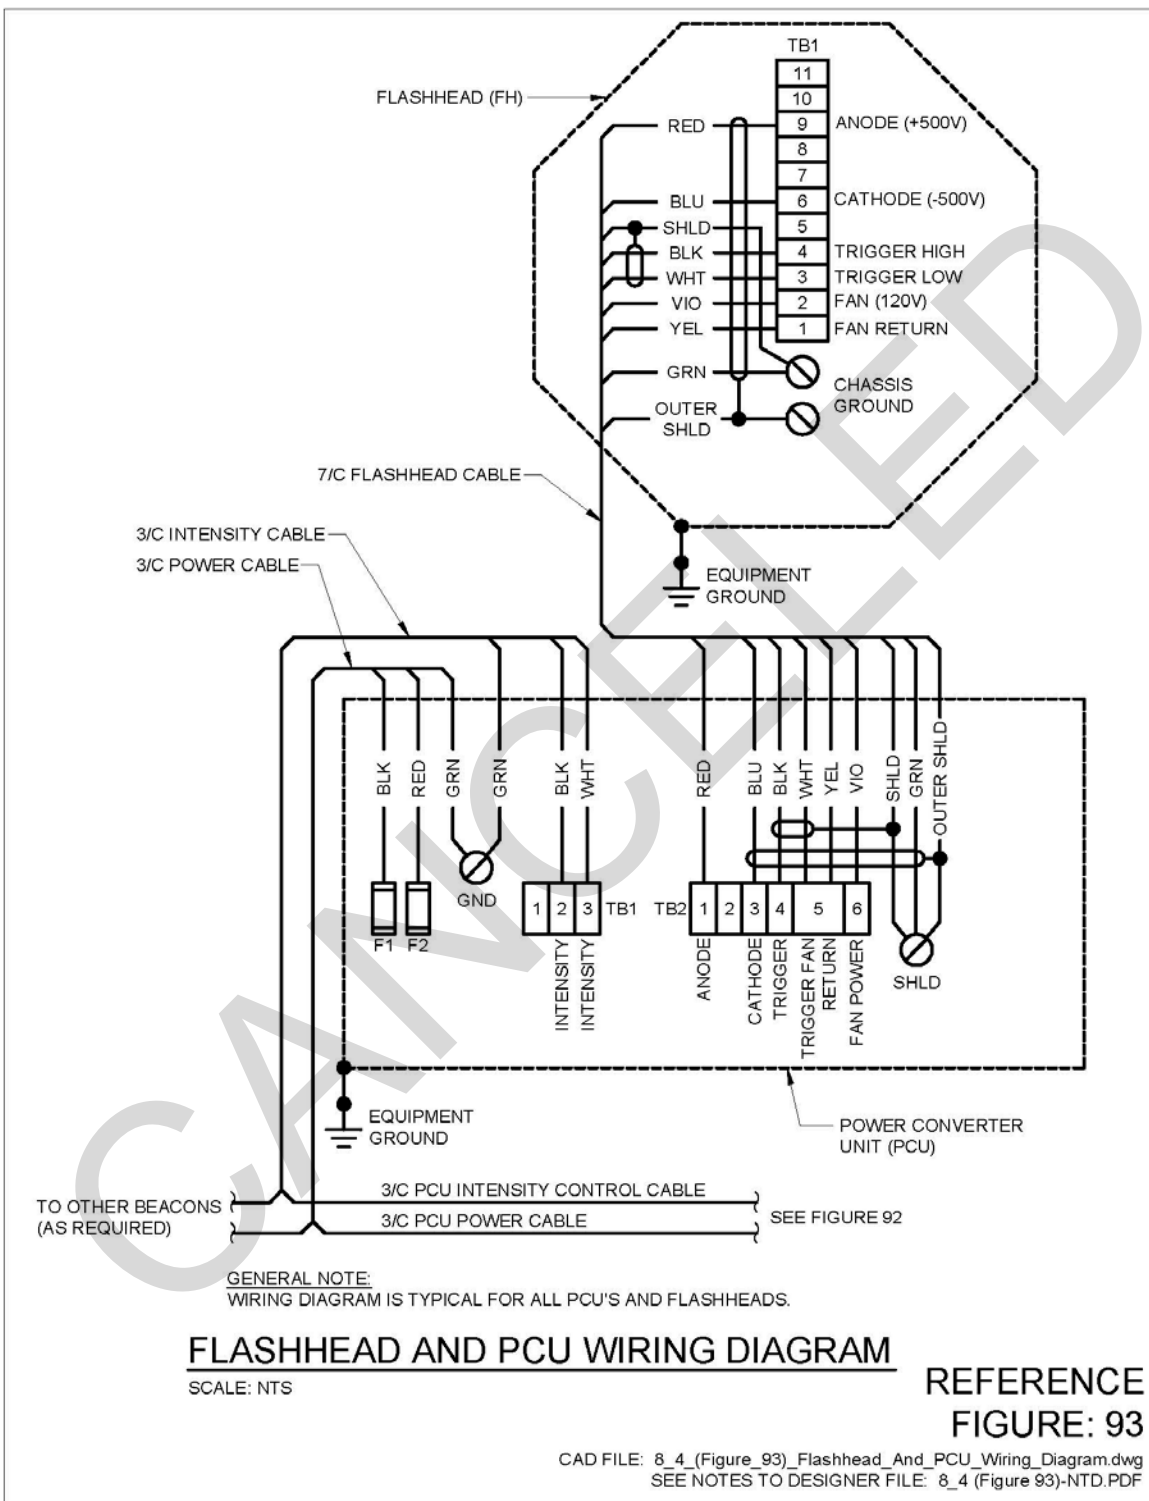 TB1
11
10
FLASHHEAD (FH)
RED
9
ANODE (+500V)
8
7
BLU
6
CATHODE (-500V)
SHLD
5
BLK
4
TRIGGER HIGH
WHT
3
TRIGGER LOW
VIO
2
FAN (120V)
YEL
1
FAN RETURN
GRN
CHASSIS
GROUND
OUTER
SHLD
7/C FLASHHEAD CABLE
3/C INTENSITY CABLE
3/C POWER CABLE
EQUIPMENT
GROUND
BLK
RED
GRN
GRN
BLK
WHT
RED
BLU
BLK
WHT
YEL
VIO
SHLD
GRN
OUTER SHLD
F1
F2
GND
1
2
3
TB1
TB2
1
2
3
4
5
6
INTENSITY
INTENSITY
ANODE
CATHODE
TRIGGER
TRIGGER FAN
RETURN
FAN POWER
SHLD
EQUIPMENT
GROUND
POWER CONVERTER
UNIT (PCU)
TO OTHER BEACONS
(AS REQUIRED)
3/C PCU INTENSITY CONTROL CABLE
3/C PCU POWER CABLE
SEE FIGURE 92
GENERAL NOTE:
WIRING DIAGRAM IS TYPICAL FOR ALL PCU'S AND FLASHHEADS.
FLASHHEAD AND PCU WIRING DIAGRAM
SCALE: NTS
REFERENCE
FIGURE: 93
CAD FILE: 8_4_(Figure_93)_Flashhead_And_PCU_Wiring_Diagram.dwg
SEE NOTES TO DESIGNER FILE: 8_4 (Figure 93)-NTD.PDF
CANCELED